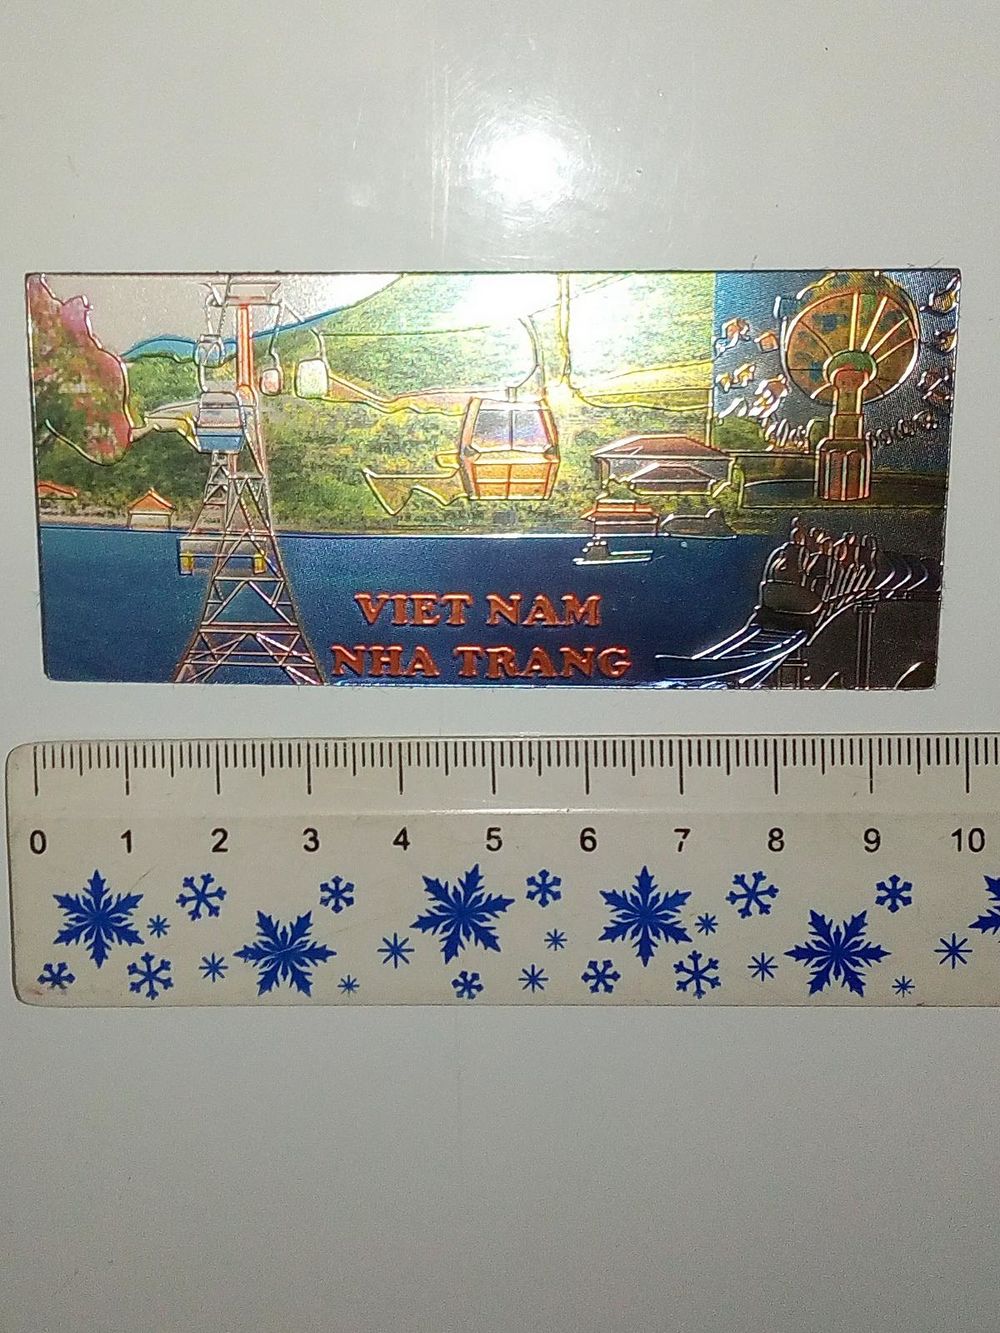 VIET NAM
NHA TRANG
0 1 2 3 4 5 6 7 8 9 10